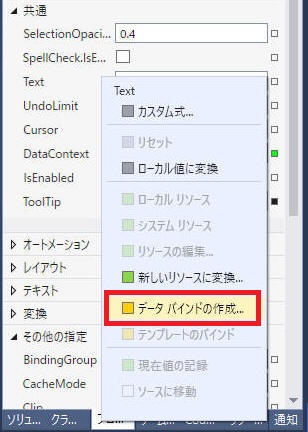 共通
SelectionOpaci...
0.4
SpellCheck.IsE...
Text
UndoLimit
Cursor
DataContext
IsEnabled
ToolTip
オートメーション
レイアウト
テキスト
変換
その他の指定
BindingGroup
CacheMode
Clip
Text
カスタム式...
リセット
ローカル値に変換
ローカル リソース
システム リソース
リソースの編集...
新しいリソースに変換...
データ バインドの作成...
テンプレートのバインド
現在値の記録
ソースに移動
ソリュ...
クラ...
通知